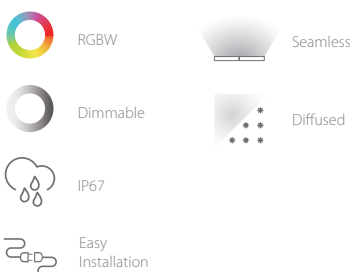 RGBW
Dimmable
IP67
Easy
Installation
Seamless
Diffused